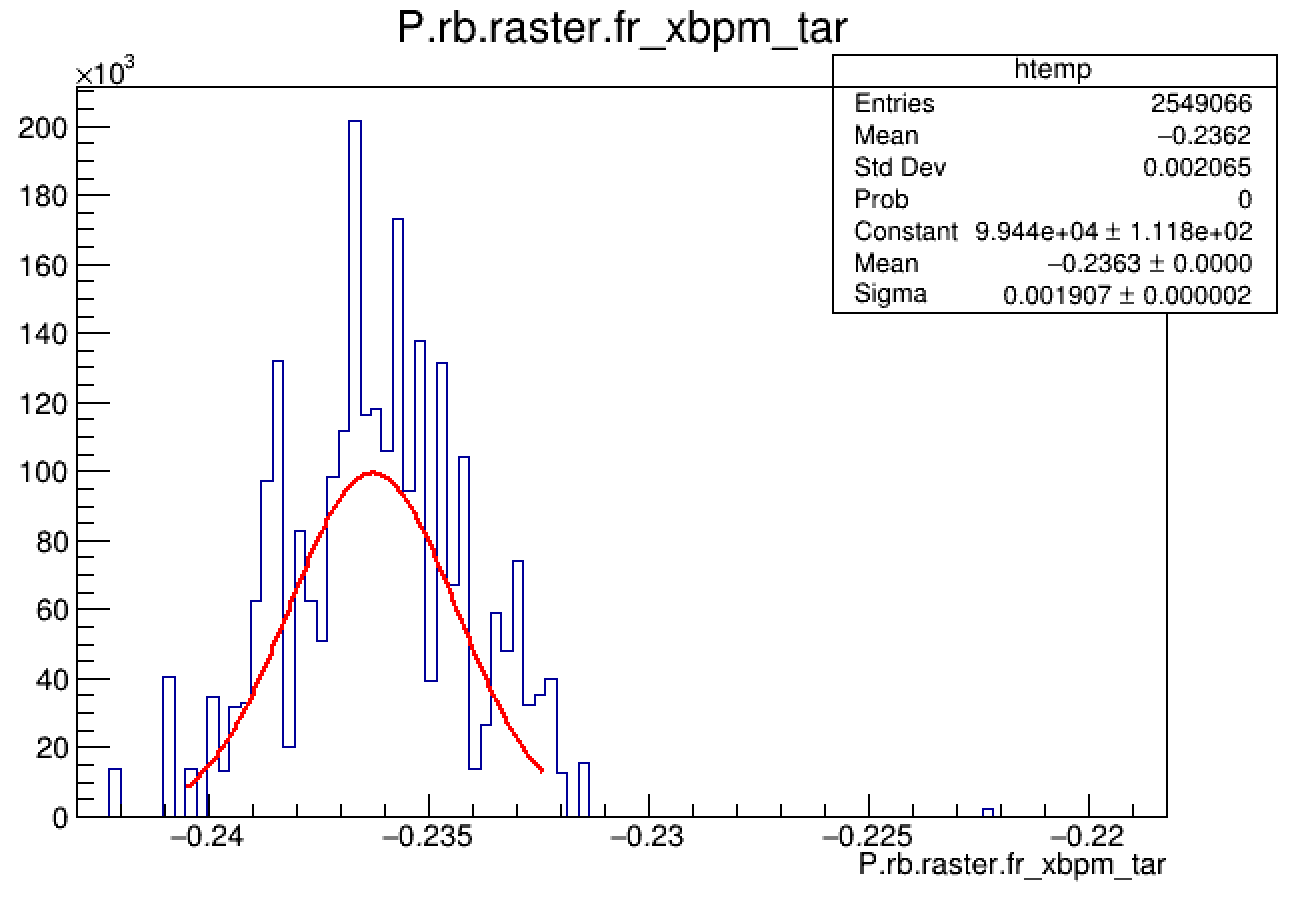 P.rb.raster.fr_xbpm_tar
×10³
htemp
Entries 2549066
Mean −0.2362
Std Dev 0.002065
Prob 0
Constant 9.944e+04 ± 1.118e+02
Mean −0.2363 ± 0.0000
Sigma 0.001907 ± 0.000002
200
180
160
140
120
100
80
60
40
20
0
−0.24 −0.235 −0.23 −0.225 −0.22
P.rb.raster.fr_xbpm_tar